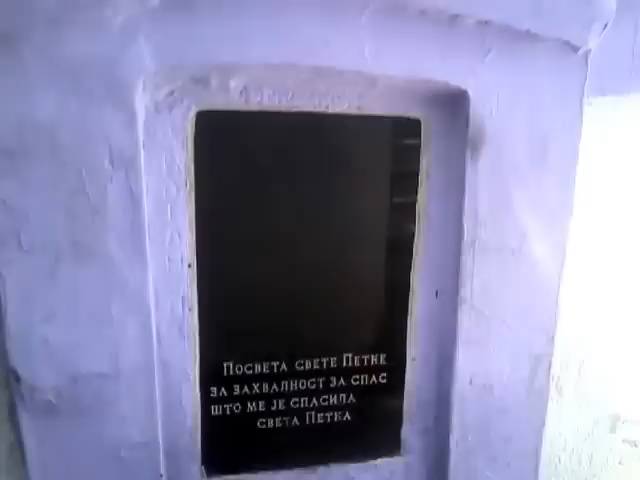 Посвета свете Петке
за захвалност за спас
што ме је спасила
света Петка